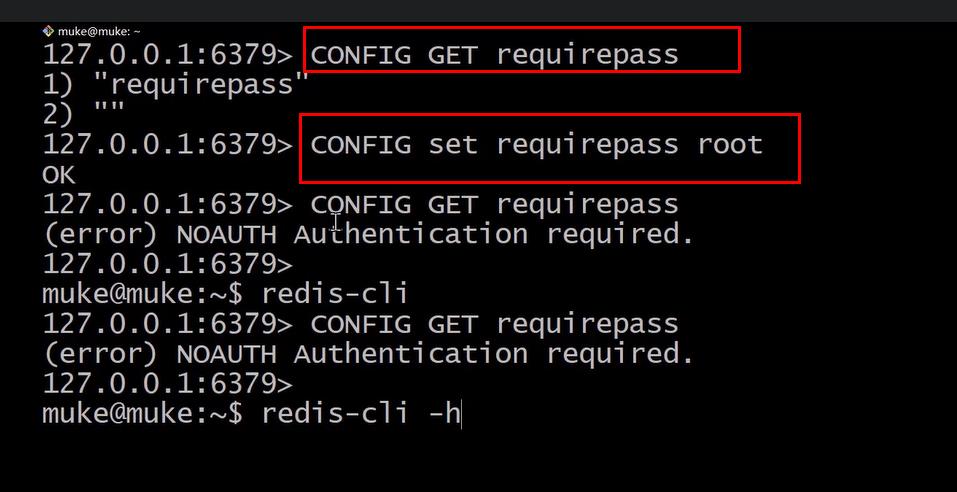 muke@muke: ~
127.0.0.1:6379> CONFIG GET requirepass
1) "requirepass"
2) ""
127.0.0.1:6379> CONFIG set requirepass root
OK
127.0.0.1:6379> CONFIG GET requirepass
(error) NOAUTH Authentication required.
127.0.0.1:6379>
muke@muke:~$ redis-cli
127.0.0.1:6379> CONFIG GET requirepass
(error) NOAUTH Authentication required.
127.0.0.1:6379>
muke@muke:~$ redis-cli -h